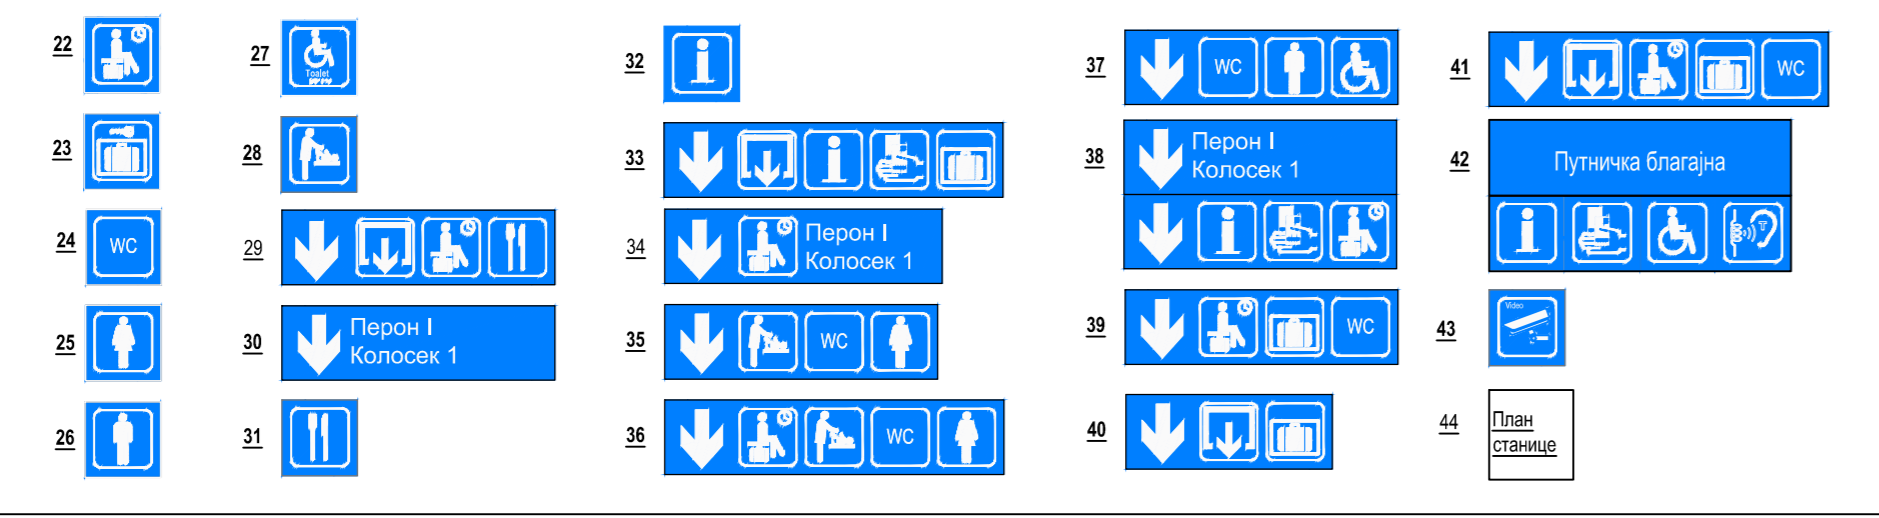 22
23
24
WC
25
26
27
Toalet
28
29
30
Перон I
Колосек 1
31
32
33
34
Перон I
Колосек 1
35
WC
36
WC
37
WC
38
Перон I
Колосек 1
39
WC
40
41
WC
42
Путничка благајна
T
43
Video
44
План
станице